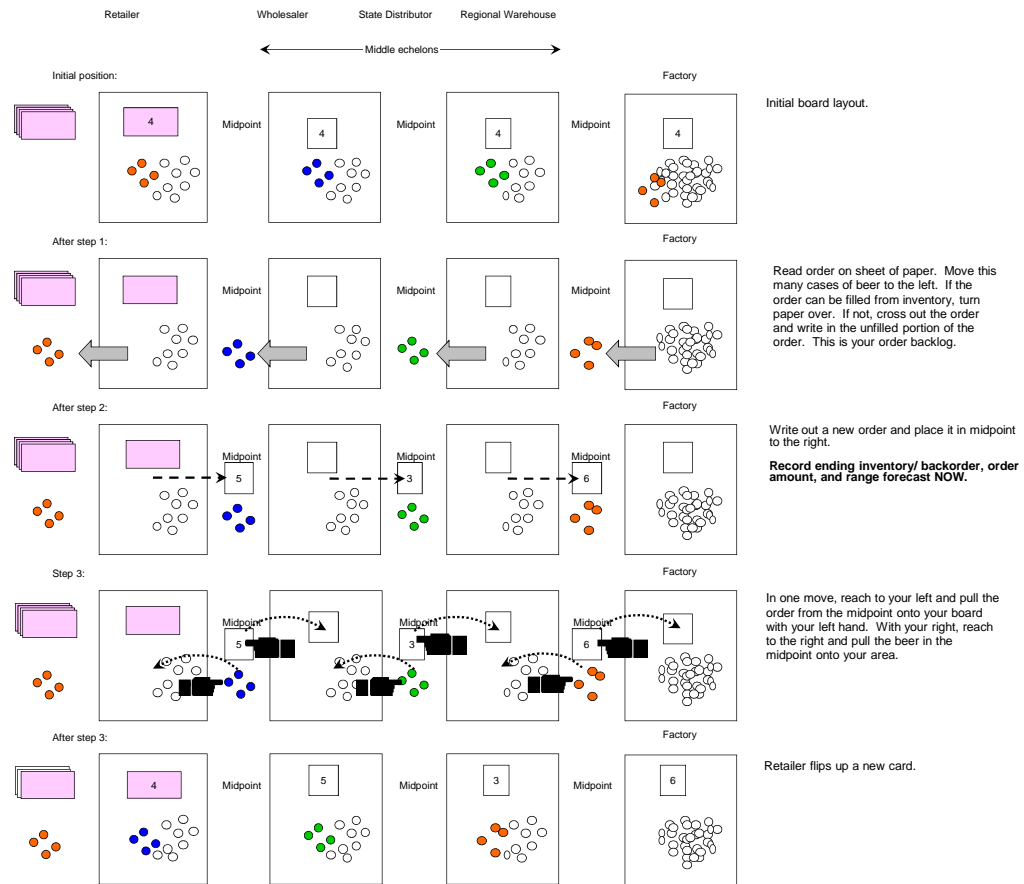 Retailer
Wholesaler
State Distributor
Regional Warehouse
Middle echelons
Initial position:
Factory
Initial board layout.
4
Midpoint
4
Midpoint
4
Midpoint
4
After step 1:
Factory
Midpoint
Midpoint
Midpoint
Read order on sheet of paper. Move this
many cases of beer to the left. If the
order can be filled from inventory, turn
paper over. If not, cross out the order
and write in the unfilled portion of the
order. This is your order backlog.
After step 2:
Factory
Midpoint
Midpoint
Midpoint
5
3
6
Write out a new order and place it in midpoint
to the right.
Record ending inventory/ backorder, order
amount, and range forecast NOW.
Step 3:
Factory
Midpoint
Midpoint
Midpoint
5
3
6
In one move, reach to your left and pull the
order from the midpoint onto your board
with your left hand. With your right, reach
to the right and pull the beer in the
midpoint onto your area.
After step 3:
Factory
4
Midpoint
5
Midpoint
3
Midpoint
6
Retailer flips up a new card.